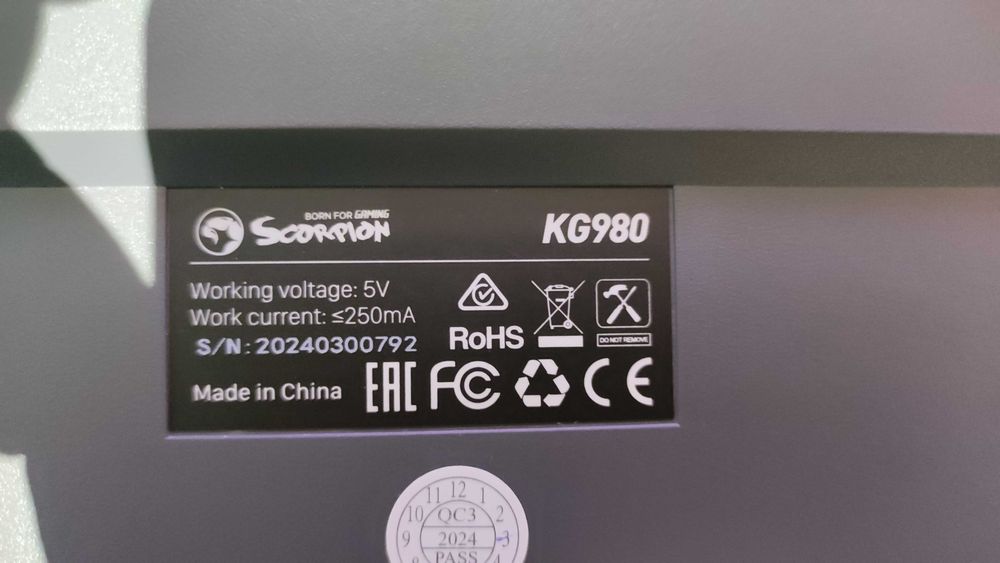 BORN FOR GAMING
SCORPION
KG980
Working voltage: 5V
Work current: ≤250mA
S/N: 20240300792
RoHS
DO NOT REMOVE
Made in China
EAC FC CE
11 12 1
10 QC3 2
9 2024 3
PASS 4